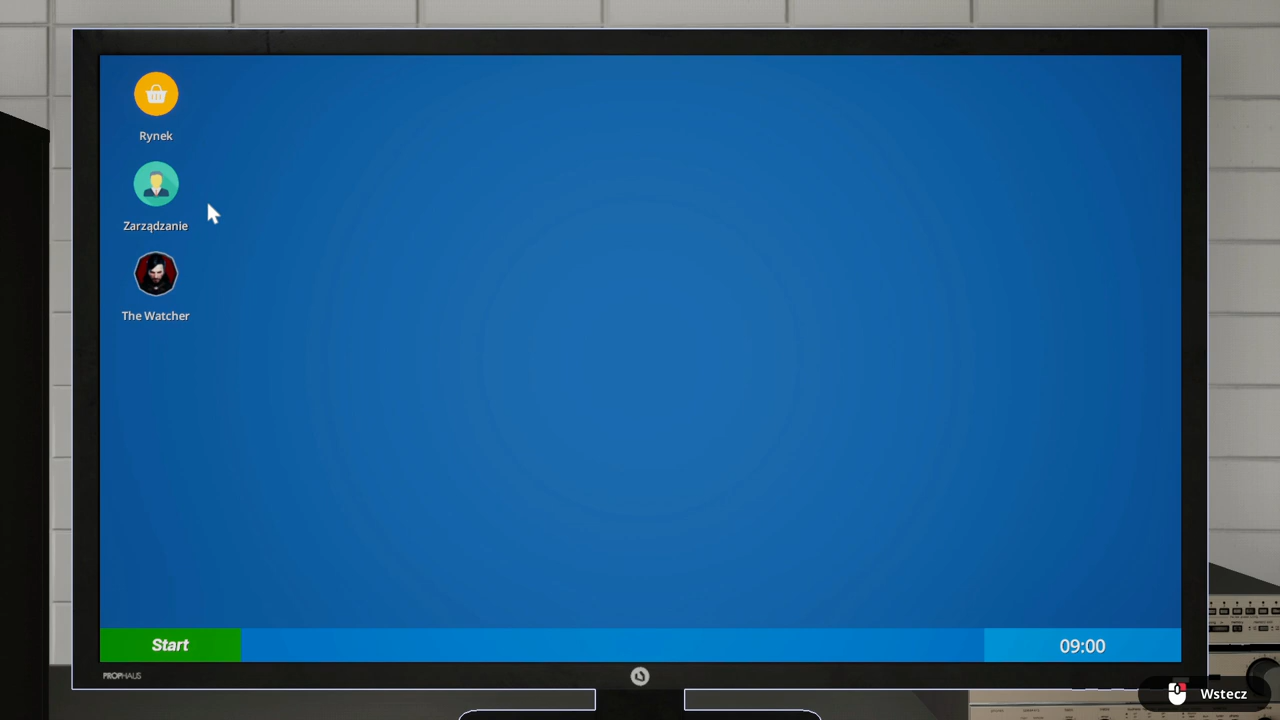 Rynek
Zarządzanie
The Watcher
Start
09:00
PROPHAUS
Wstecz